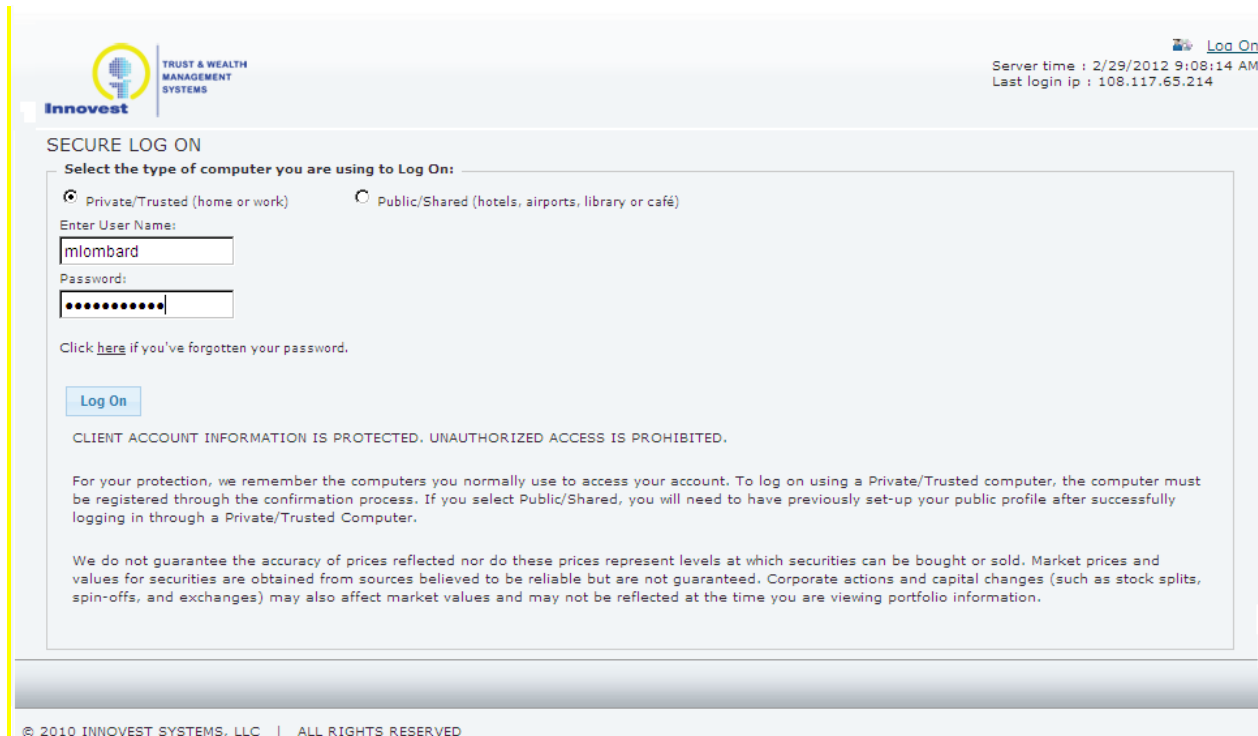 TRUST & WEALTH
MANAGEMENT
SYSTEMS
Innovest
Log On
Server time : 2/29/2012 9:08:14 AM
Last login ip : 108.117.65.214
SECURE LOG ON
Select the type of computer you are using to Log On:
Private/Trusted (home or work)
Public/Shared (hotels, airports, library or café)
Enter User Name:
mlombard
Password:
•••••••••••
Click here if you've forgotten your password.
Log On
CLIENT ACCOUNT INFORMATION IS PROTECTED. UNAUTHORIZED ACCESS IS PROHIBITED.
For your protection, we remember the computers you normally use to access your account. To log on using a Private/Trusted computer, the computer must
be registered through the confirmation process. If you select Public/Shared, you will need to have previously set-up your public profile after successfully
logging in through a Private/Trusted Computer.
We do not guarantee the accuracy of prices reflected nor do these prices represent levels at which securities can be bought or sold. Market prices and
values for securities are obtained from sources believed to be reliable but are not guaranteed. Corporate actions and capital changes (such as stock splits,
spin-offs, and exchanges) may also affect market values and may not be reflected at the time you are viewing portfolio information.
© 2010 INNOVEST SYSTEMS, LLC | ALL RIGHTS RESERVED